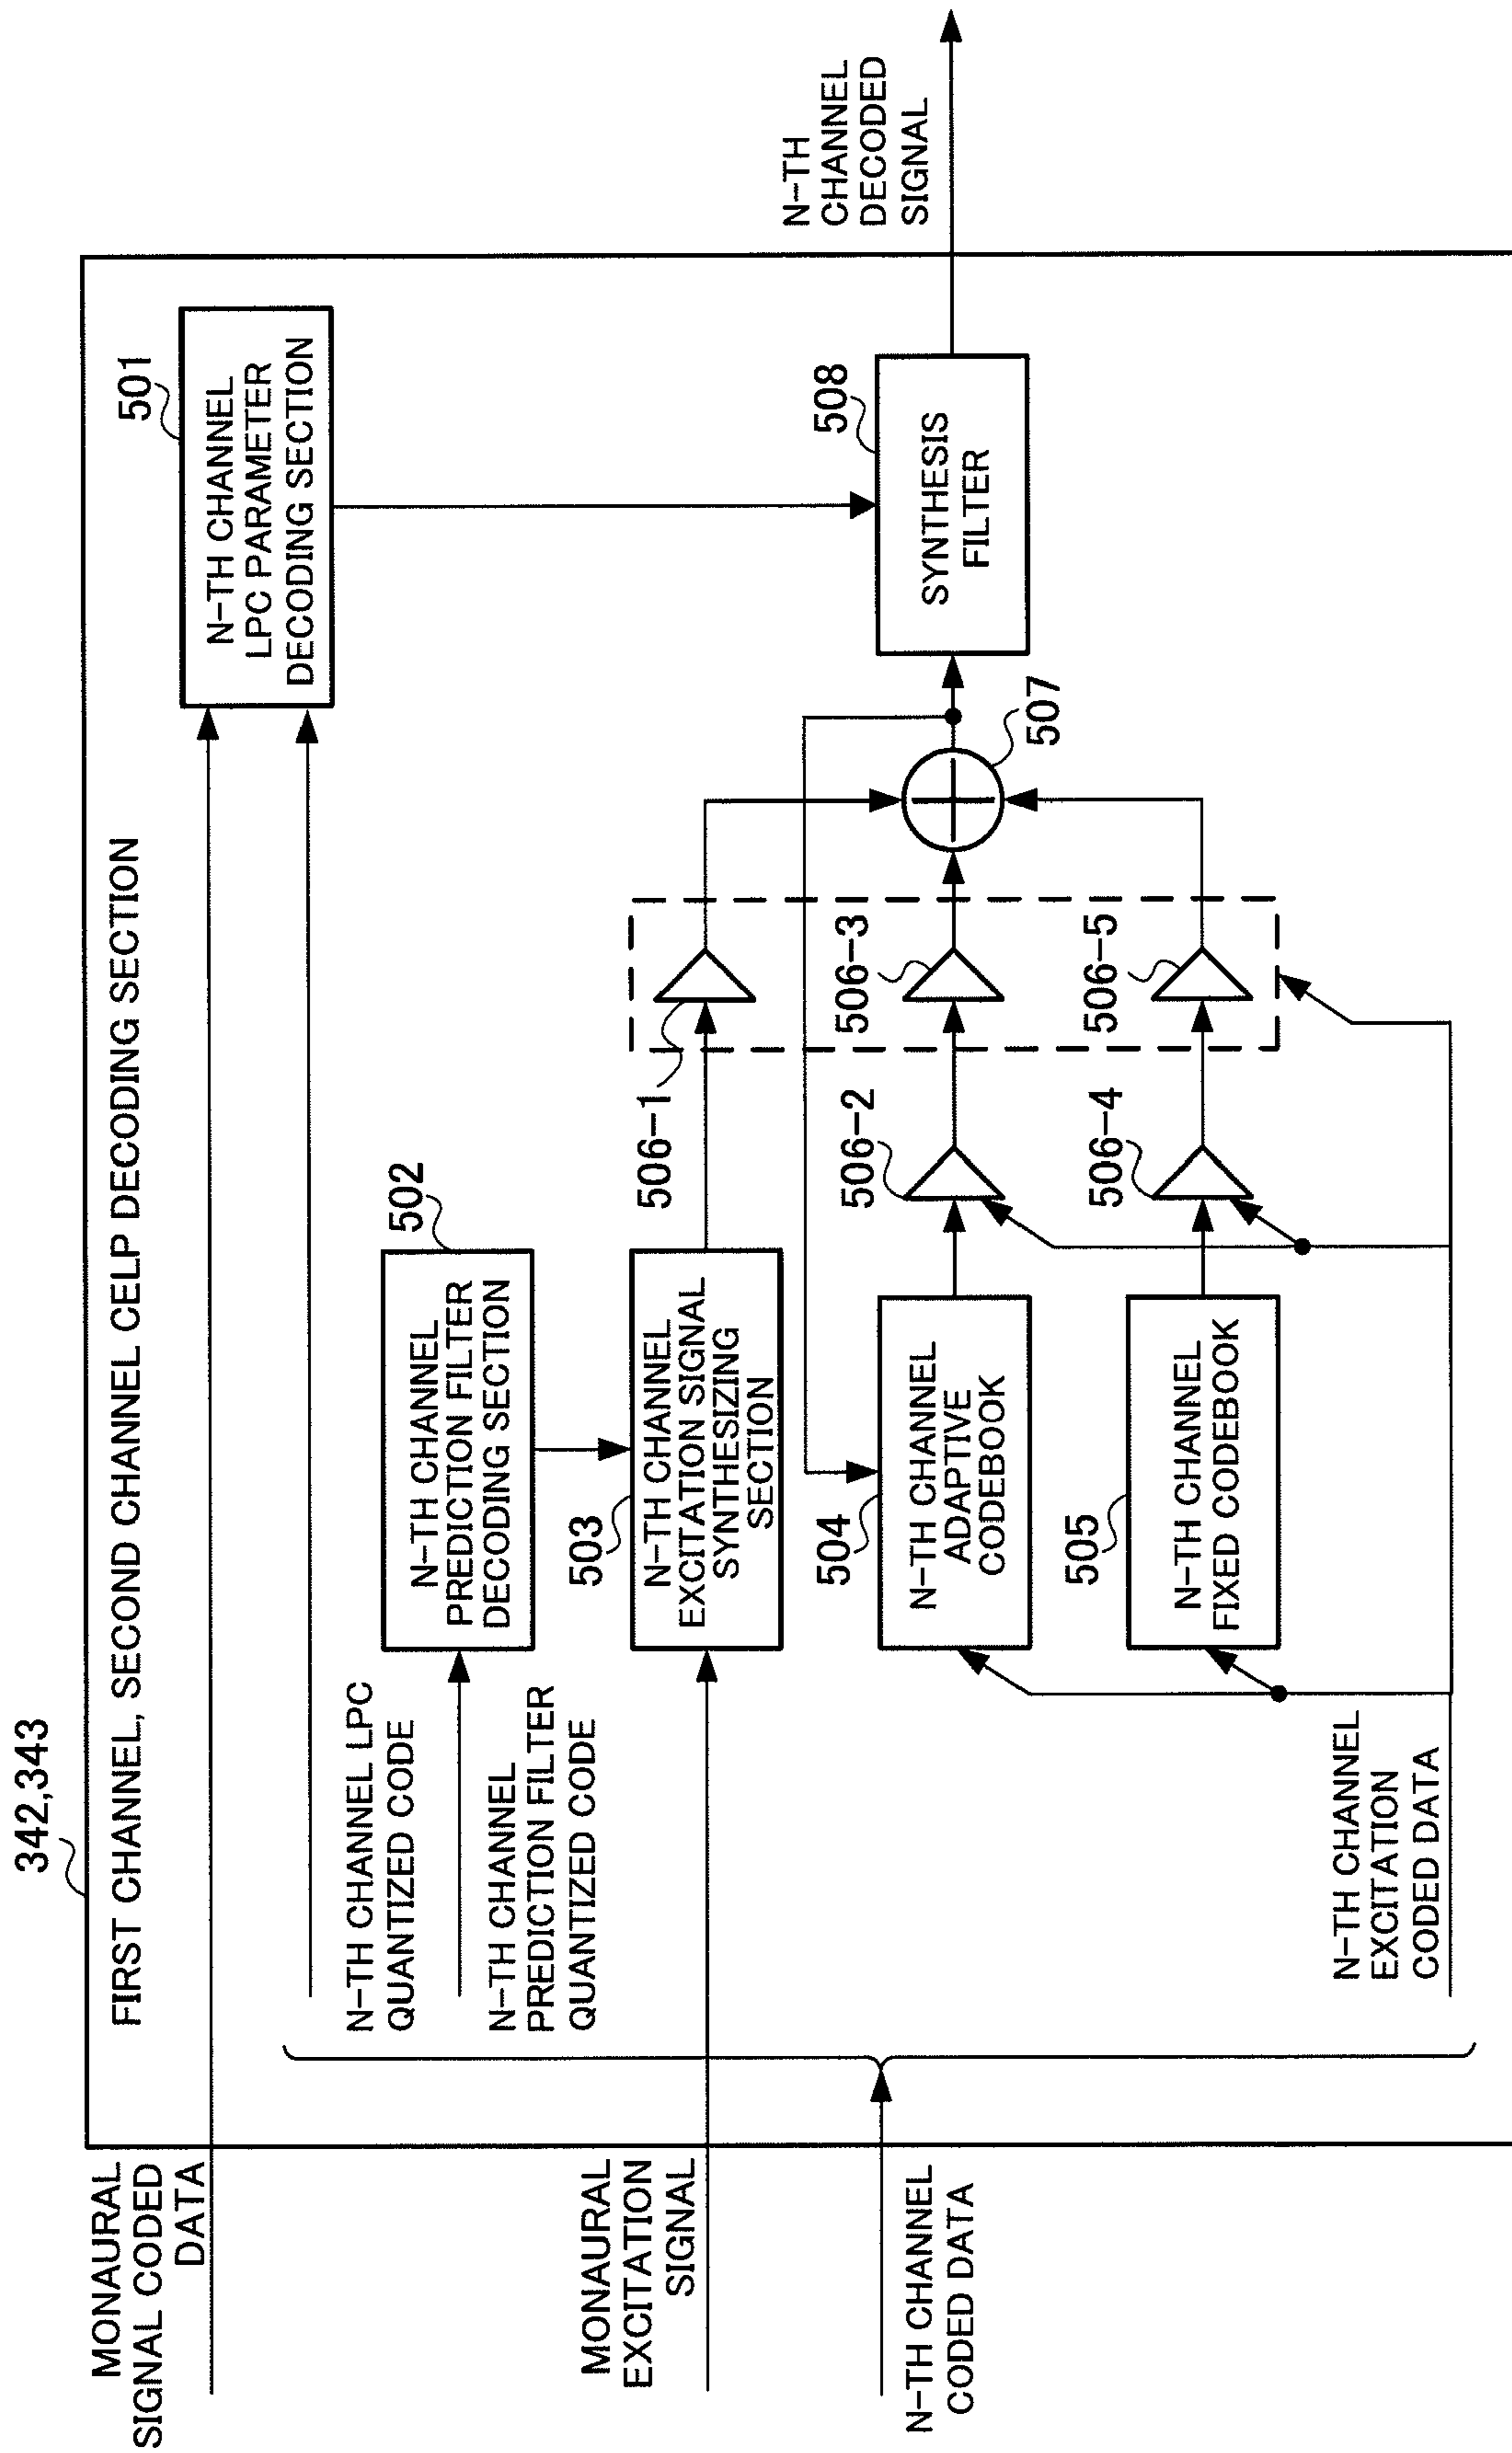 342,343
FIRST CHANNEL, SECOND CHANNEL CELP DECODING SECTION
MONAURAL
SIGNAL CODED
DATA
501
N-TH CHANNEL
LPC PARAMETER
DECODING SECTION
N-TH CHANNEL LPC
QUANTIZED CODE
502
N-TH CHANNEL
PREDICTION FILTER
DECODING SECTION
N-TH CHANNEL
PREDICTION FILTER
QUANTIZED CODE
MONAURAL
EXCITATION
SIGNAL
503
N-TH CHANNEL
EXCITATION SIGNAL
SYNTHESIZING
SECTION
506-1
N-TH CHANNEL
CODED DATA
504
N-TH CHANNEL
ADAPTIVE
CODEBOOK
506-2
506-3
507
508
SYNTHESIS
FILTER
N-TH
CHANNEL
DECODED
SIGNAL
505
N-TH CHANNEL
FIXED CODEBOOK
506-4
506-5
N-TH CHANNEL
EXCITATION
CODED DATA